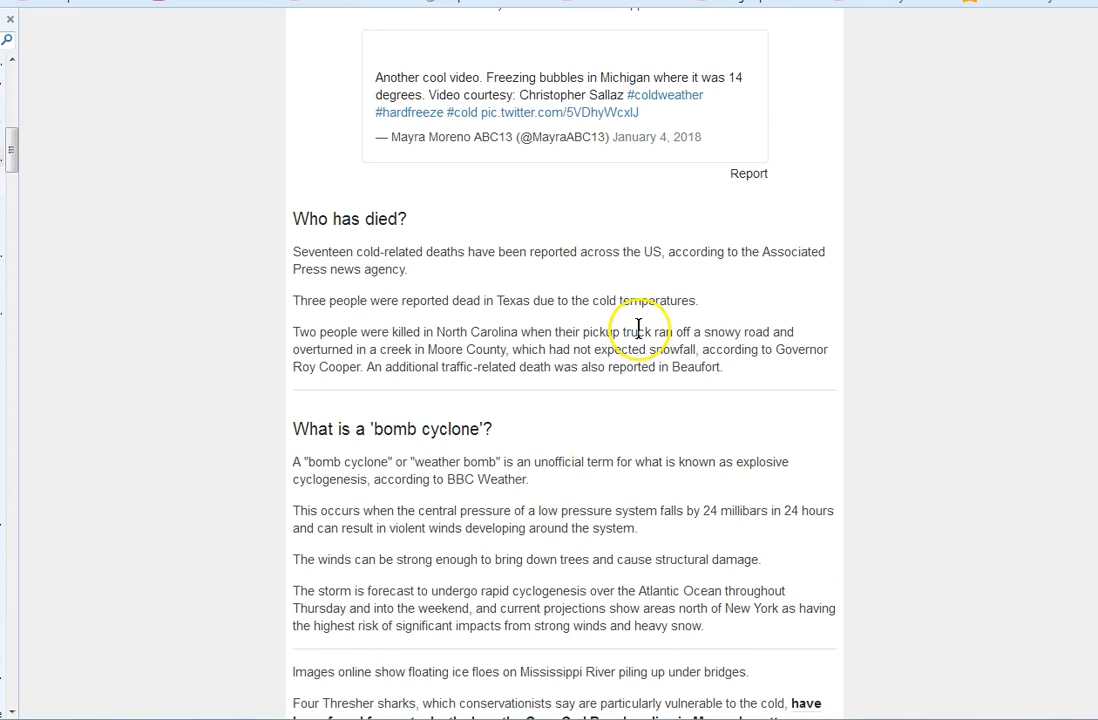 Another cool video. Freezing bubbles in Michigan where it was 14
degrees. Video courtesy: Christopher Sallaz #coldweather
#hardfreeze #cold pic.twitter.com/5VDhyWcxlJ
— Mayra Moreno ABC13 (@MayraABC13) January 4, 2018
Report
Who has died?
Seventeen cold-related deaths have been reported across the US, according to the Associated
Press news agency.
Three people were reported dead in Texas due to the cold temperatures.
Two people were killed in North Carolina when their pickup truck ran off a snowy road and
overturned in a creek in Moore County, which had not expected snowfall, according to Governor
Roy Cooper. An additional traffic-related death was also reported in Beaufort.
What is a 'bomb cyclone'?
A "bomb cyclone" or "weather bomb" is an unofficial term for what is known as explosive
cyclogenesis, according to BBC Weather.
This occurs when the central pressure of a low pressure system falls by 24 millibars in 24 hours
and can result in violent winds developing around the system.
The winds can be strong enough to bring down trees and cause structural damage.
The storm is forecast to undergo rapid cyclogenesis over the Atlantic Ocean throughout
Thursday and into the weekend, and current projections show areas north of New York as having
the highest risk of significant impacts from strong winds and heavy snow.
Images online show floating ice floes on Mississippi River piling up under bridges.
Four Thresher sharks, which conservationists say are particularly vulnerable to the cold, have